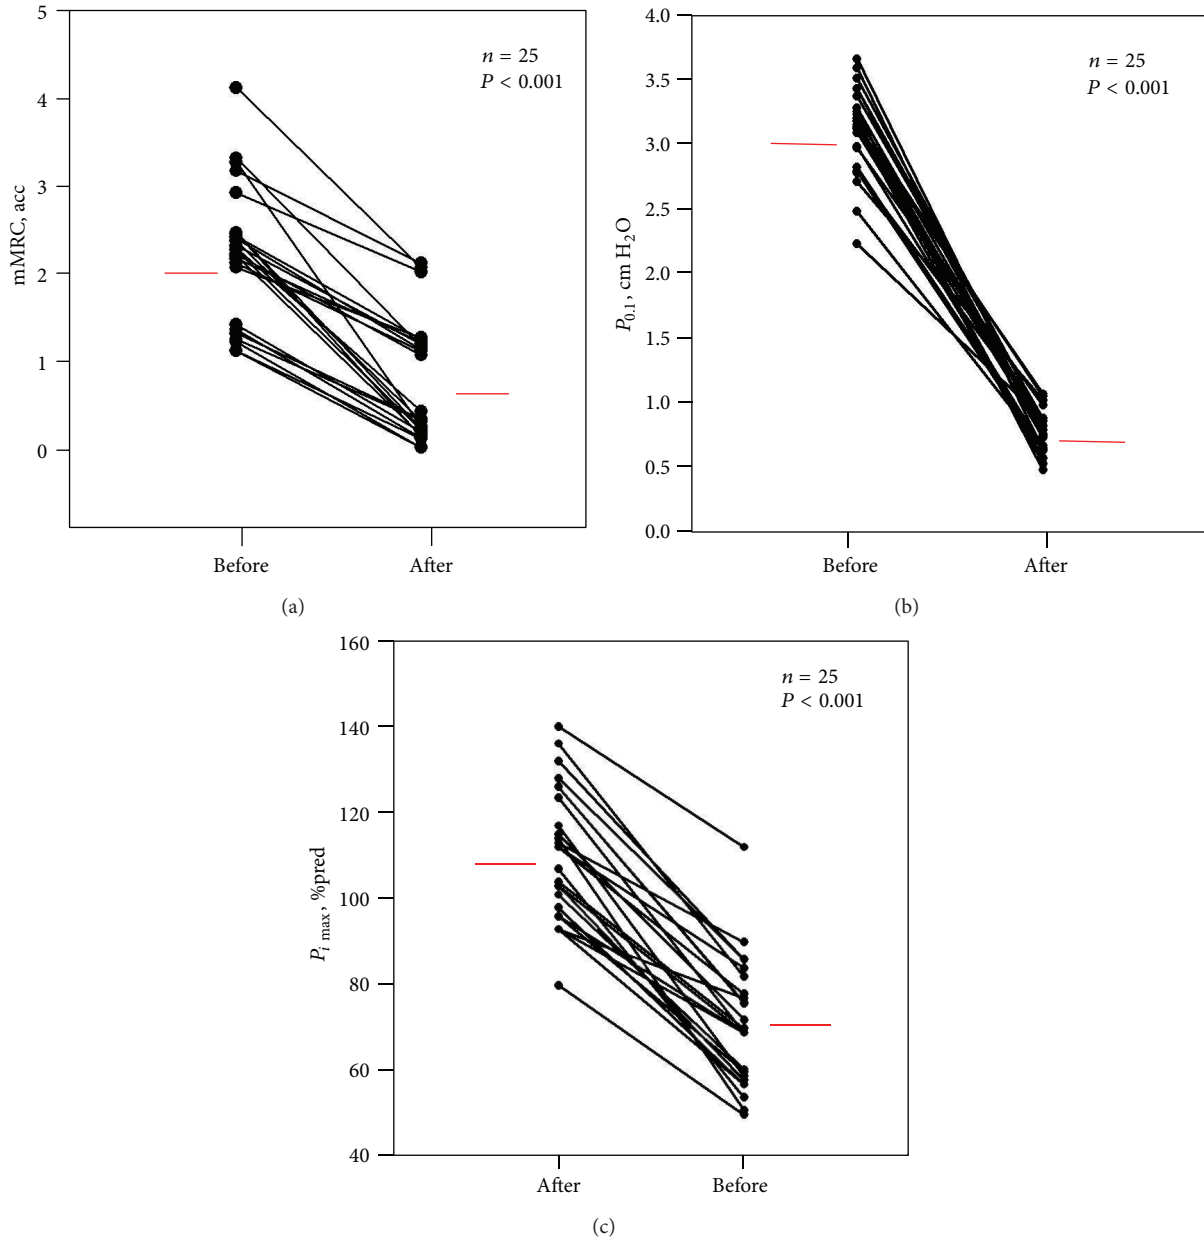 5
4
3
2
1
0
mMRC, acc
n = 25
P < 0.001
Before
After
(a)
4.0
3.5
3.0
2.5
2.0
1.5
1.0
0.5
0.0
P0.1, cm H2O
n = 25
P < 0.001
Before
After
(b)
160
140
120
100
80
60
40
Pi max, %pred
n = 25
P < 0.001
After
Before
(c)